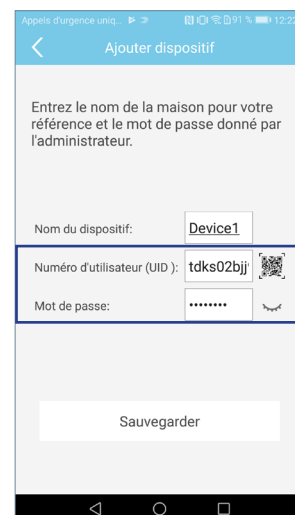 Appels d'urgence uniq... 91 % 12:22
Ajouter dispositif
Entrez le nom de la maison pour votre
référence et le mot de passe donné par
l'administrateur.
Nom du dispositif: Device1
Numéro d'utilisateur (UID ): tdks02bjj
Mot de passe: ••••••••
Sauvegarder